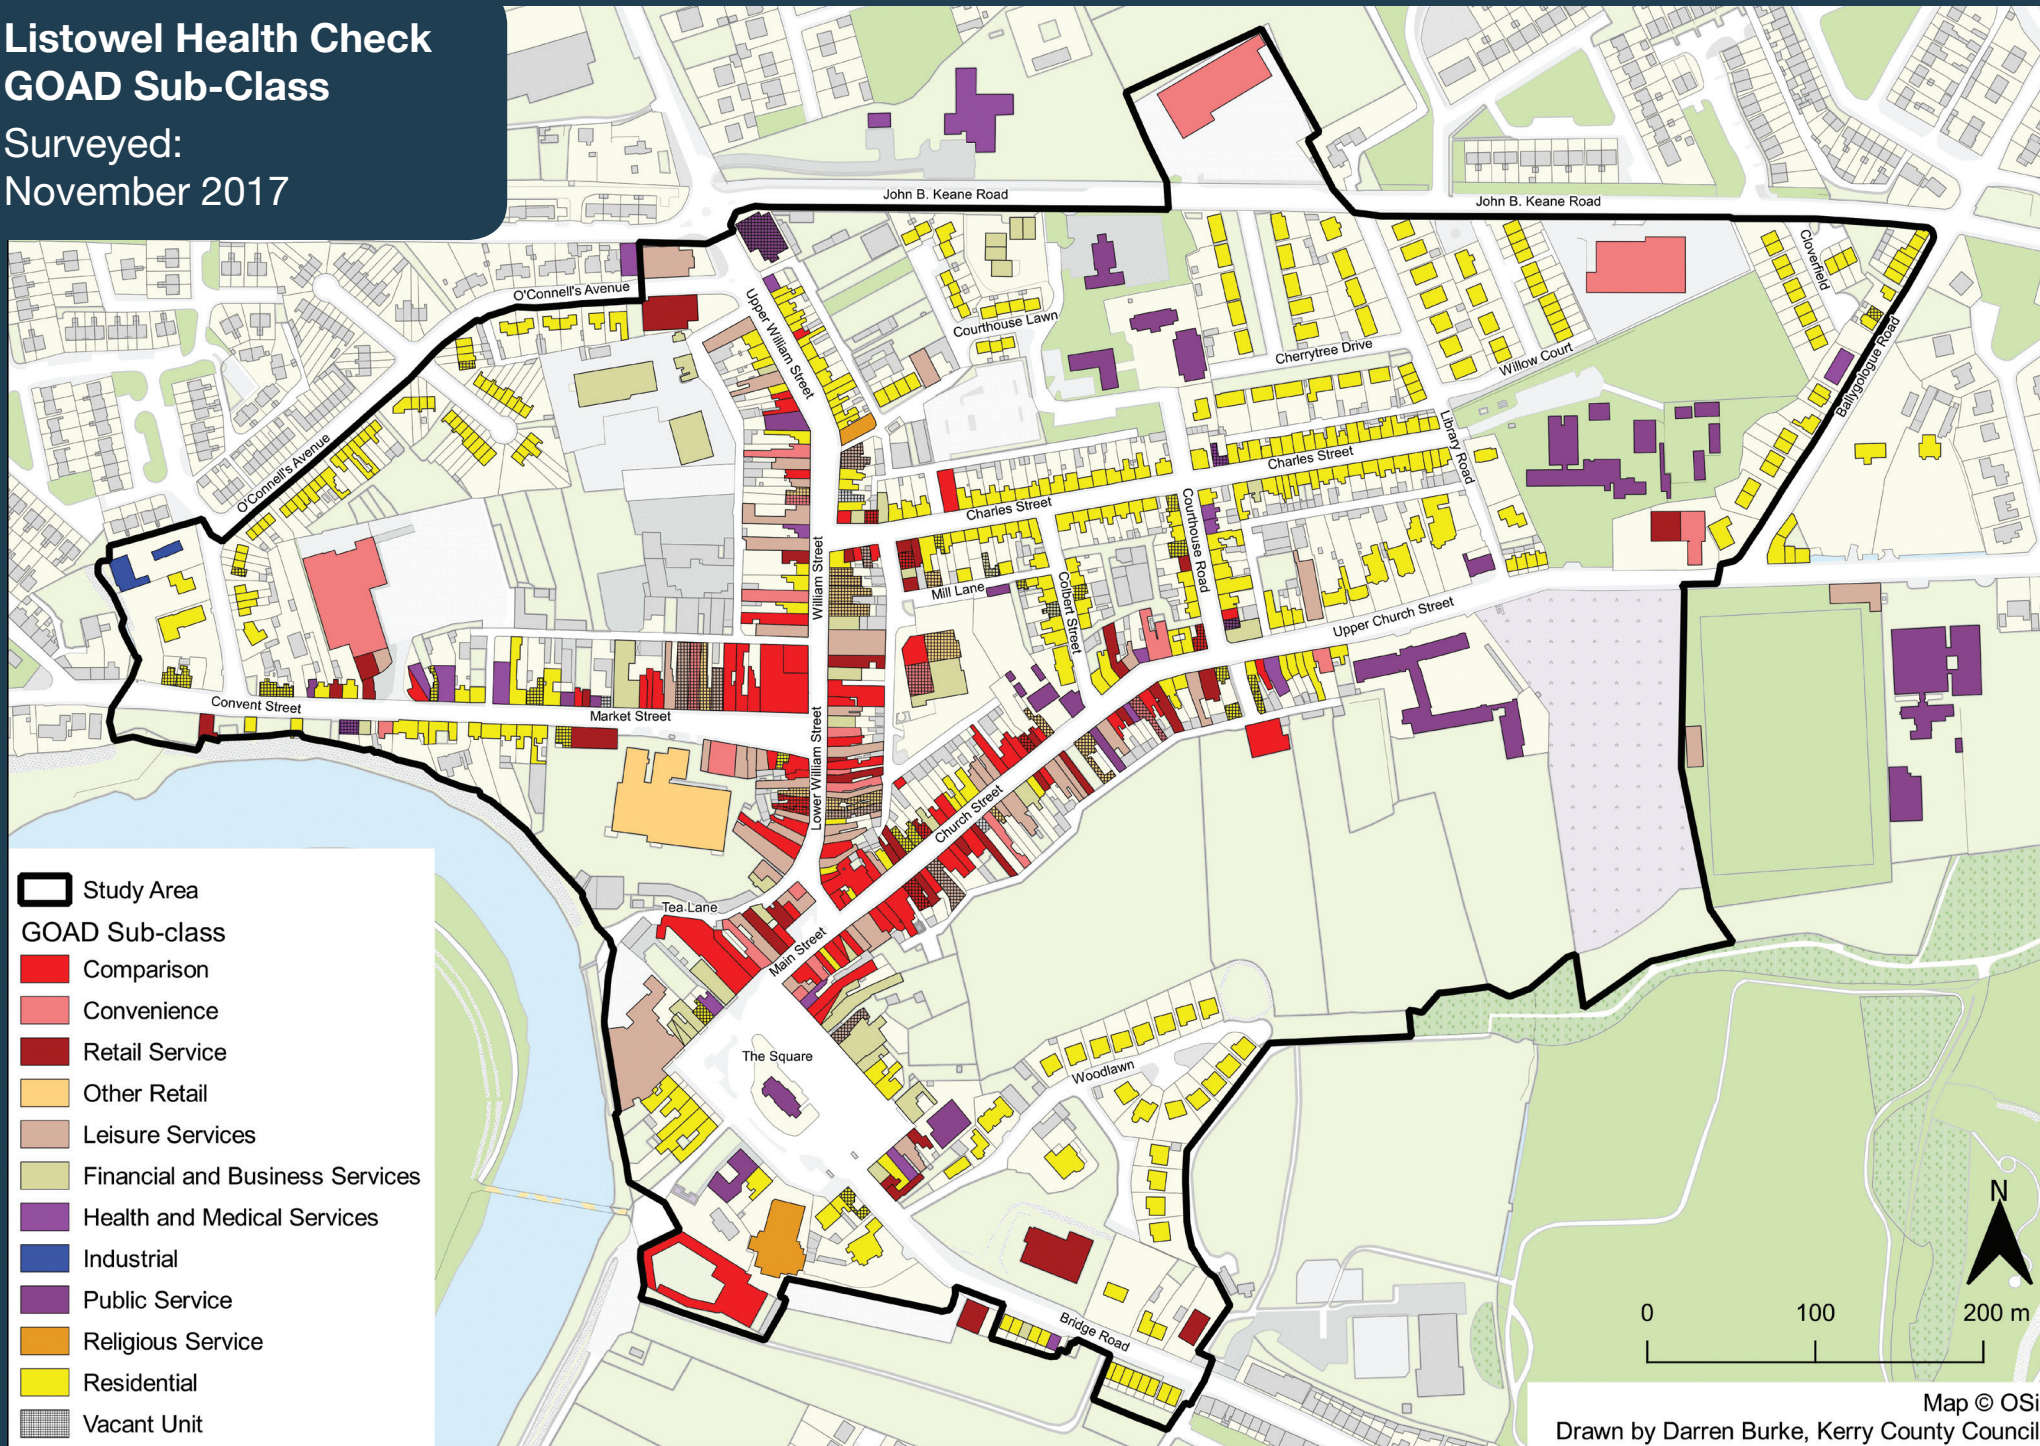 Listowel Health Check
GOAD Sub-Class
Surveyed:
November 2017
John B. Keane Road
John B. Keane Road
Cloverfield
O'Connell's Avenue
Upper William Street
Courthouse Lawn
Cherrytree Drive
Willow Court
Ballygologue Road
O'Connell's Avenue
Library Road
Charles Street
Charles Street
Courthouse Road
William Street
Mill Lane
Colbert Street
Upper Church Street
Convent Street
Market Street
Lower William Street
Church Street
Tea Lane
Main Street
The Square
Woodlawn
Bridge Road
Study Area
GOAD Sub-class
Comparison
Convenience
Retail Service
Other Retail
Leisure Services
Financial and Business Services
Health and Medical Services
Industrial
Public Service
Religious Service
Residential
Vacant Unit
N
0 100 200 m
Map © OSi
Drawn by Darren Burke, Kerry County Council